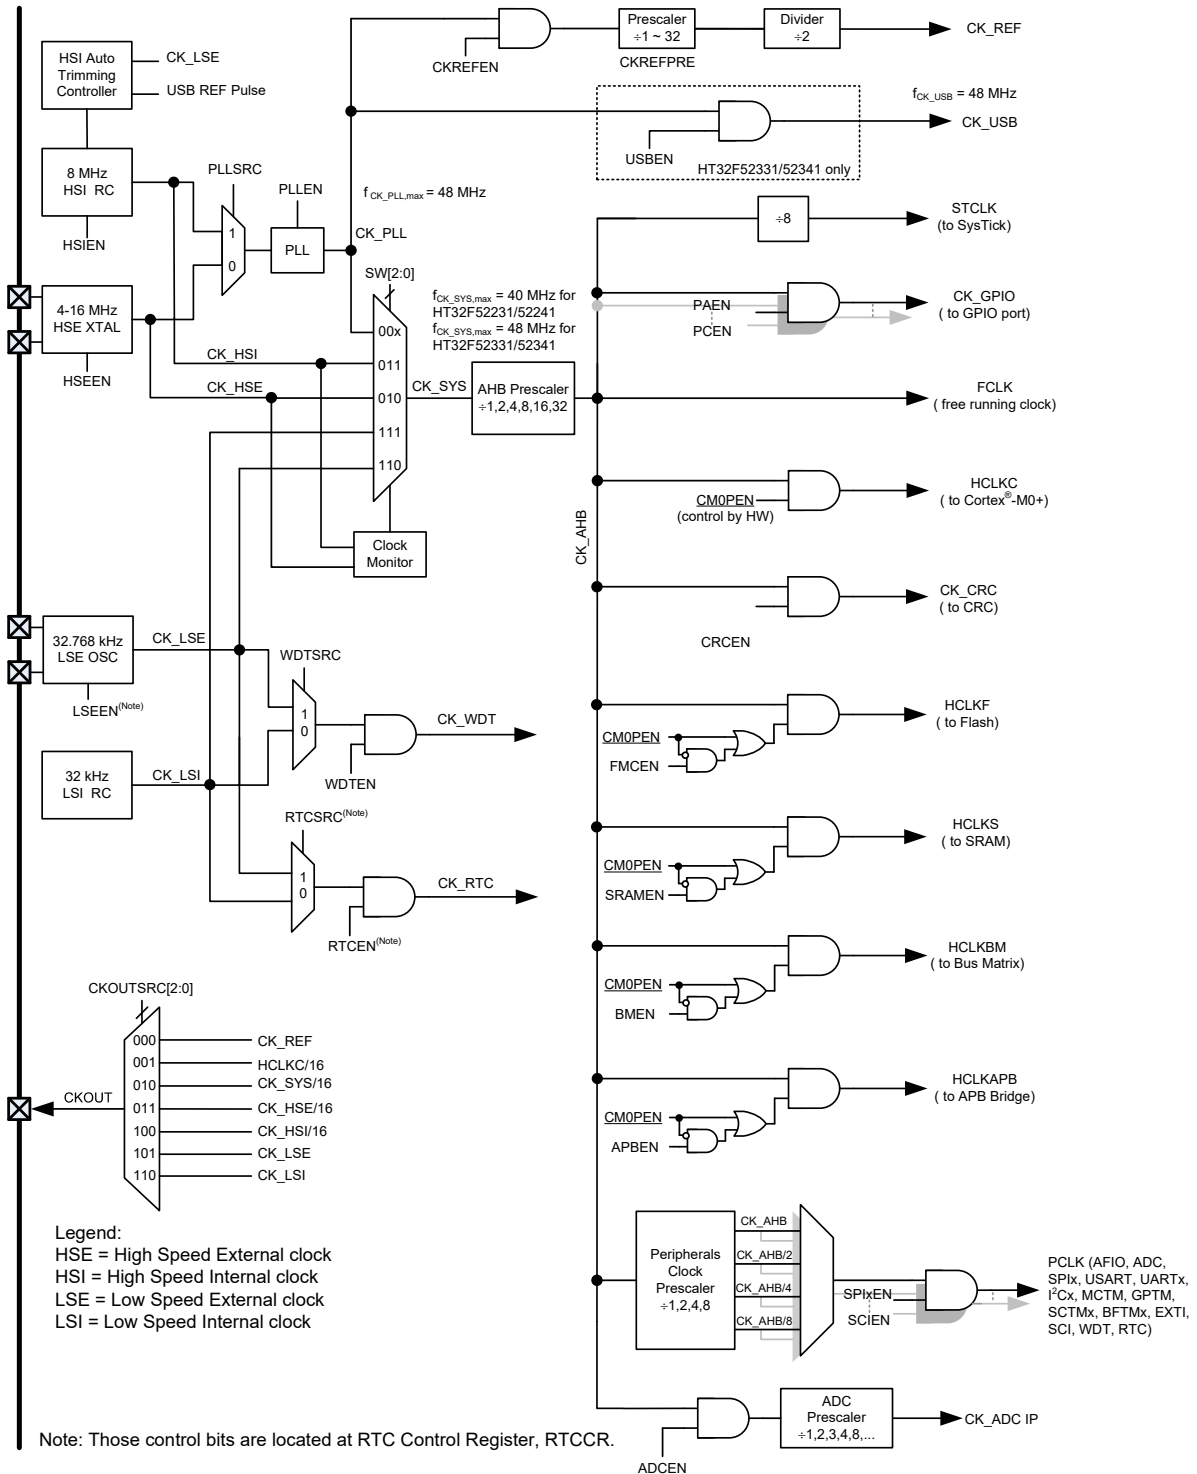 HSI Auto
Trimming
Controller
CK_LSE
USB REF Pulse
8 MHz
HSI RC
HSIEN
4-16 MHz
HSE XTAL
HSEEN
PLLSRC
1
0
PLLEN
PLL
f CK_PLL,max = 48 MHz
CK_PLL
CKREFEN
Prescaler
÷1 ~ 32
CKREFPRE
Divider
÷2
CK_REF
USBEN
HT32F52331/52341 only
fCK_USB = 48 MHz
CK_USB
SW[2:0]
00x
011
010
111
110
CK_HSI
CK_HSE
fCK_SYS,max = 40 MHz for
HT32F52231/52241
fCK_SYS,max = 48 MHz for
HT32F52331/52341
CK_SYS
AHB Prescaler
÷1,2,4,8,16,32
Clock
Monitor
÷8
STCLK
(to SysTick)
PAEN
PCEN
CK_GPIO
( to GPIO port)
FCLK
( free running clock)
CM0PEN
(control by HW)
HCLKC
( to Cortex®-M0+)
CK_AHB
CRCEN
CK_CRC
( to CRC)
32.768 kHz
LSE OSC
CK_LSE
LSEEN(Note)
32 kHz
LSI RC
CK_LSI
WDTSRC
1
0
WDTEN
CK_WDT
RTCSRC(Note)
1
0
RTCEN(Note)
CK_RTC
CM0PEN
FMCEN
HCLKF
( to Flash)
CM0PEN
SRAMEN
HCLKS
( to SRAM)
CM0PEN
BMEN
HCLKBM
( to Bus Matrix)
CM0PEN
APBEN
HCLKAPB
( to APB Bridge)
CKOUTSRC[2:0]
CKOUT
000 CK_REF
001 HCLKC/16
010 CK_SYS/16
011 CK_HSE/16
100 CK_HSI/16
101 CK_LSE
110 CK_LSI
Peripherals
Clock
Prescaler
÷1,2,4,8
CK_AHB
CK_AHB/2
CK_AHB/4
CK_AHB/8
SPIxEN
SCIEN
PCLK (AFIO, ADC,
SPIx, USART, UARTx,
I²Cx, MCTM, GPTM,
SCTMx, BFTMx, EXTI,
SCI, WDT, RTC)
ADCEN
ADC
Prescaler
÷1,2,3,4,8,...
CK_ADC IP
Legend:
HSE = High Speed External clock
HSI = High Speed Internal clock
LSE = Low Speed External clock
LSI = Low Speed Internal clock
Note: Those control bits are located at RTC Control Register, RTCCR.